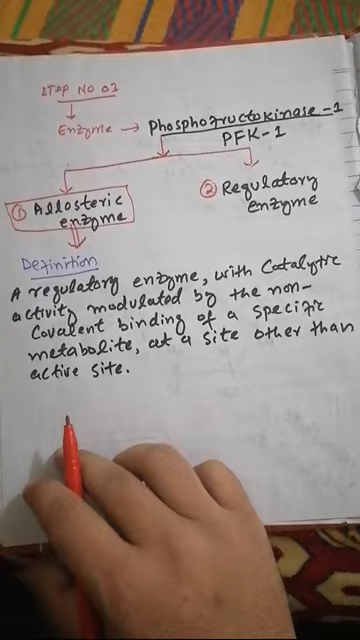 STEP NO 03
Enzyme → Phosphofructokinase-1
PFK-1
① Allosteric
enzyme
② Regulatory
enzyme
Definition
A regulatory enzyme, with Catalytic
activity modulated by the non-
Covalent binding of a specific
metabolite, at a site other than
active site.